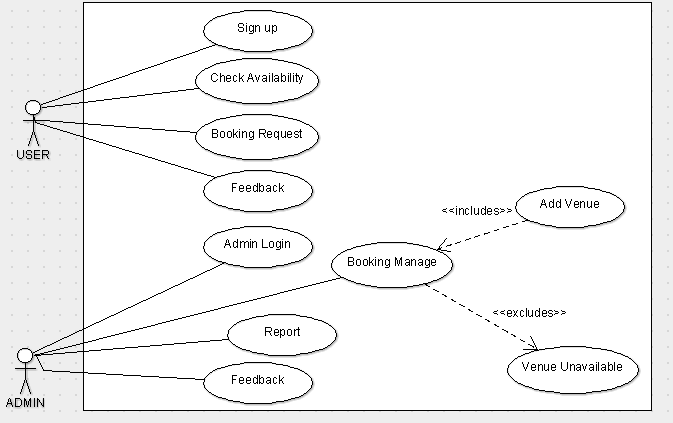 Sign up
Check Availability
Booking Request
USER
Feedback
<<includes>>
Add Venue
Admin Login
Booking Manage
<<excludes>>
Report
Venue Unavailable
Feedback
ADMIN